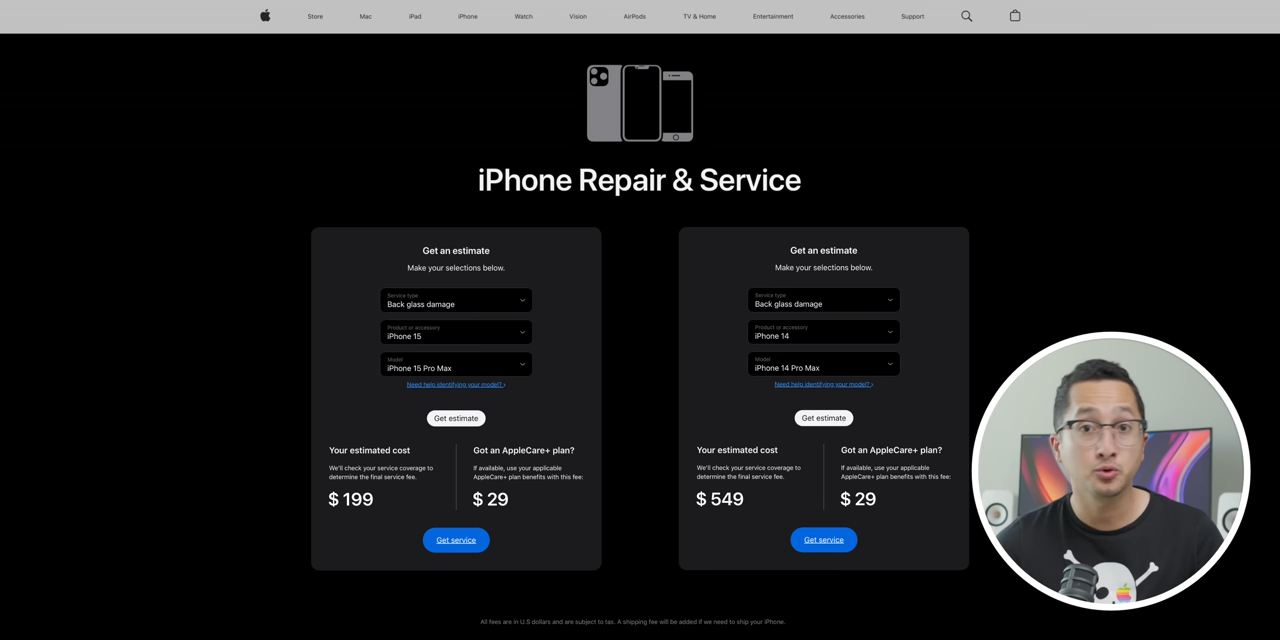 Store Mac iPad iPhone Watch Vision AirPods TV & Home Entertainment Accessories Support
iPhone Repair & Service
Get an estimate
Make your selections below.
Service type
Back glass damage
Product or accessory
iPhone 15
Model
iPhone 15 Pro Max
Need help identifying your model? ›
Get estimate
Your estimated cost
We'll check your service coverage to
determine the final service fee.
$ 199
Got an AppleCare+ plan?
If available, use your applicable
AppleCare+ plan benefits with this fee:
$ 29
Get service
Get an estimate
Make your selections below.
Service type
Back glass damage
Product or accessory
iPhone 14
Model
iPhone 14 Pro Max
Need help identifying your model? ›
Get estimate
Your estimated cost
We'll check your service coverage to
determine the final service fee.
$ 549
Got an AppleCare+ plan?
If available, use your applicable
AppleCare+ plan benefits with this fee:
$ 29
Get service
All fees are in U.S dollars and are subject to tax. A shipping fee will be added if we need to ship your iPhone.